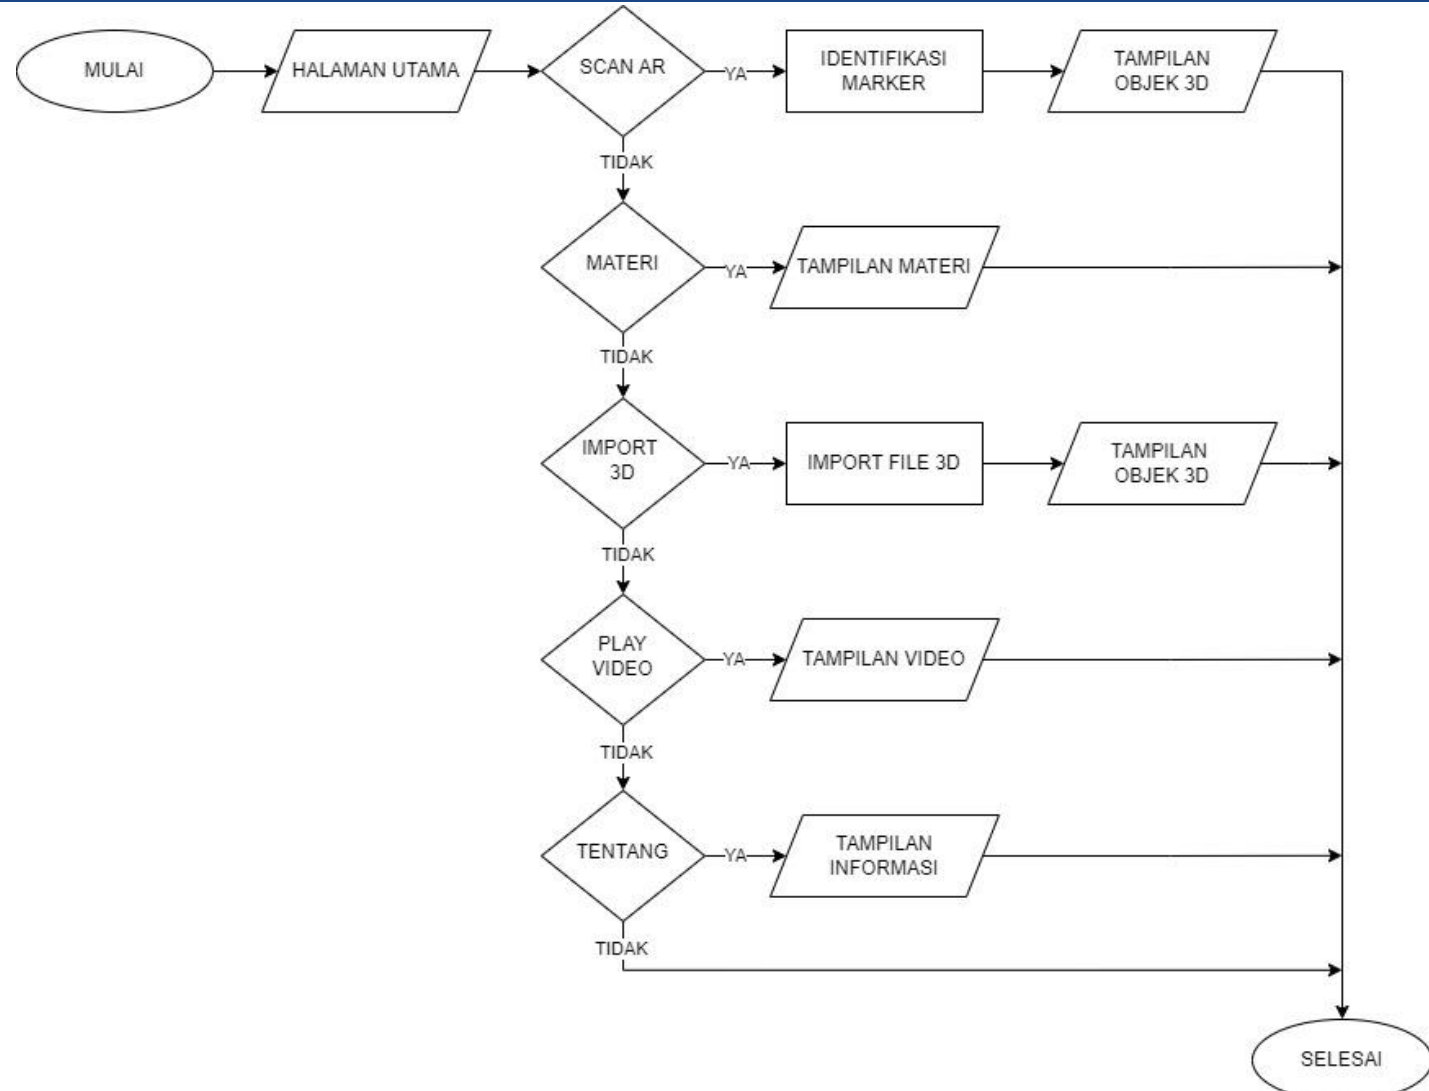 MULAI
HALAMAN UTAMA
SCAN AR
YA
IDENTIFIKASI
MARKER
TAMPILAN
OBJEK 3D
TIDAK
MATERI
YA
TAMPILAN MATERI
TIDAK
IMPORT
3D
YA
IMPORT FILE 3D
TAMPILAN
OBJEK 3D
TIDAK
PLAY
VIDEO
YA
TAMPILAN VIDEO
TIDAK
TENTANG
YA
TAMPILAN
INFORMASI
TIDAK
SELESAI